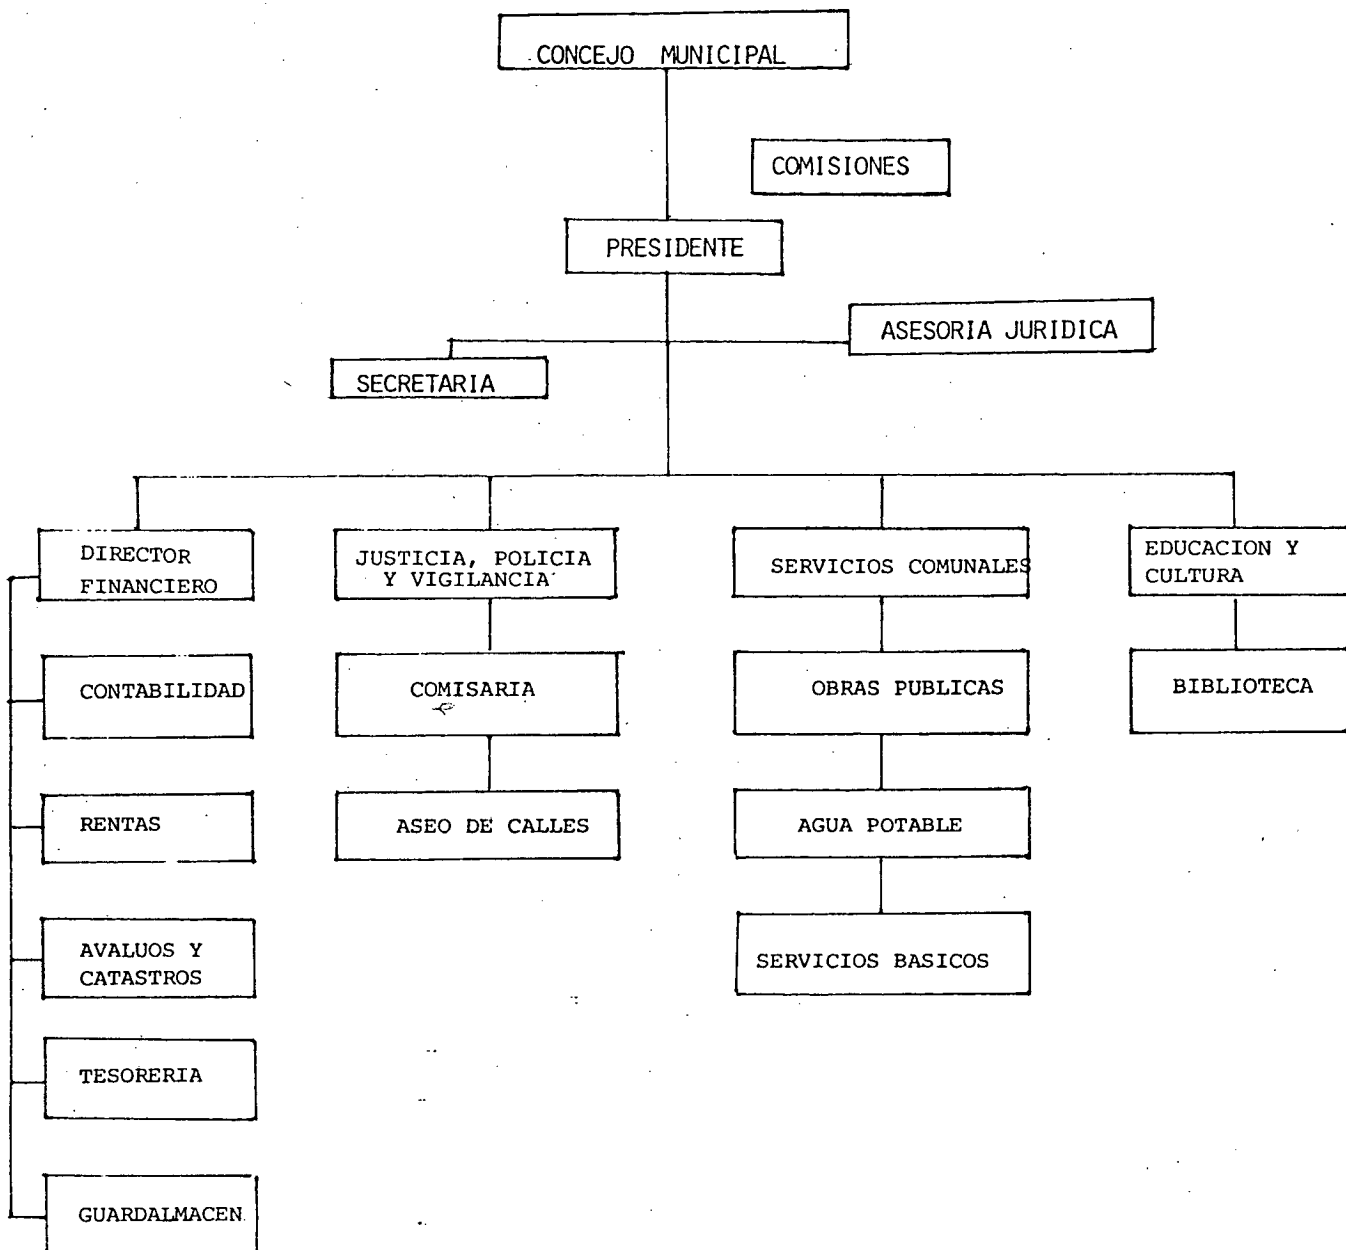 CONCEJO MUNICIPAL
COMISIONES
PRESIDENTE
ASESORIA JURIDICA
SECRETARIA
DIRECTOR
FINANCIERO
JUSTICIA, POLICIA
Y VIGILANCIA
SERVICIOS COMUNALES
EDUCACION Y
CULTURA
CONTABILIDAD
COMISARIA
OBRAS PUBLICAS
BIBLIOTECA
RENTAS
ASEO DE CALLES
AGUA POTABLE
AVALUOS Y
CATASTROS
SERVICIOS BASICOS
TESORERIA
GUARDALMACEN